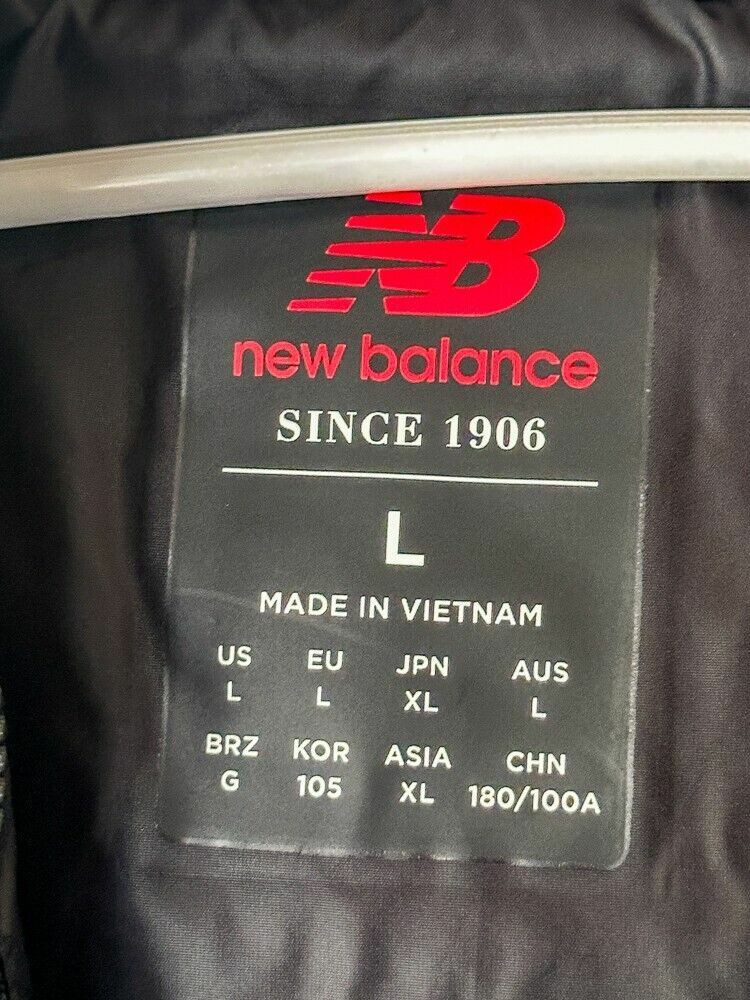 NB
new balance
SINCE 1906
L
MADE IN VIETNAM
US EU JPN AUS
L L XL L
BRZ KOR ASIA CHN
G 105 XL 180/100A